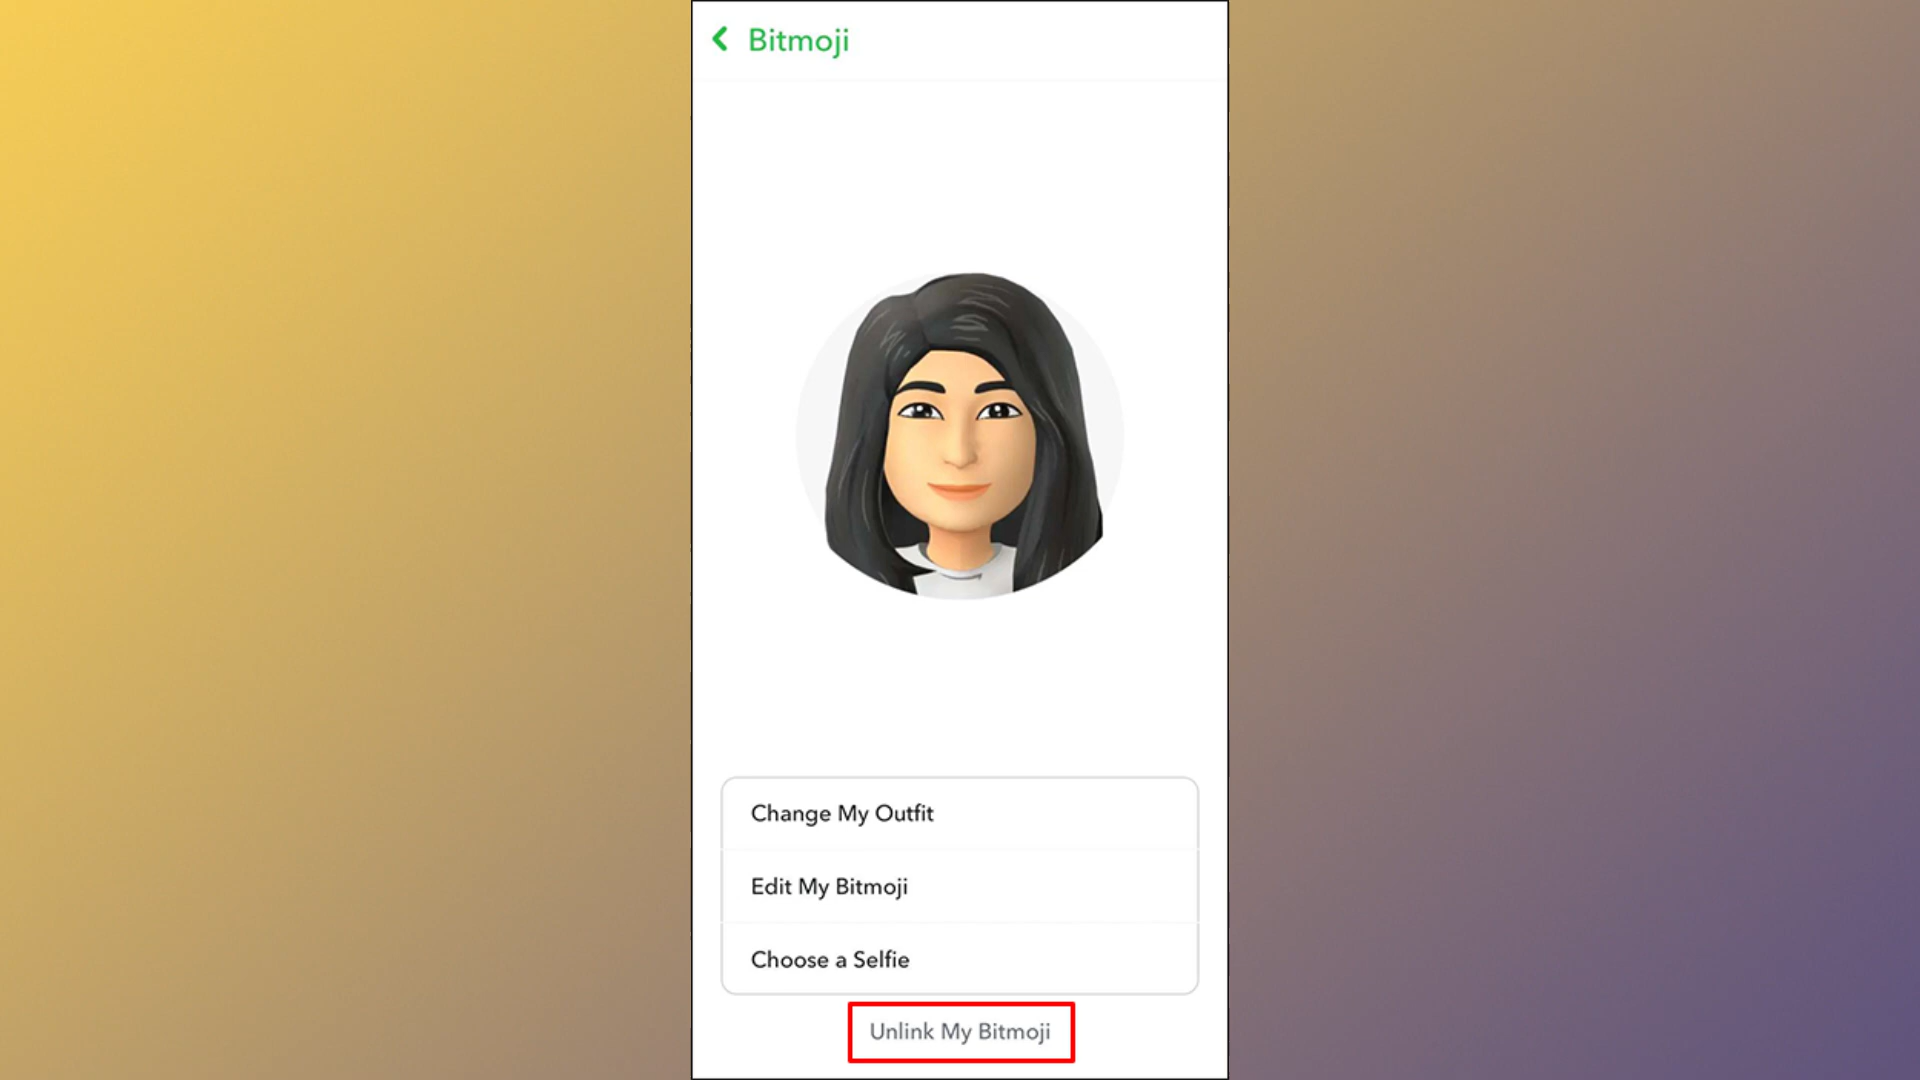 Bitmoji
Change My Outfit
Edit My Bitmoji
Choose a Selfie
Unlink My Bitmoji